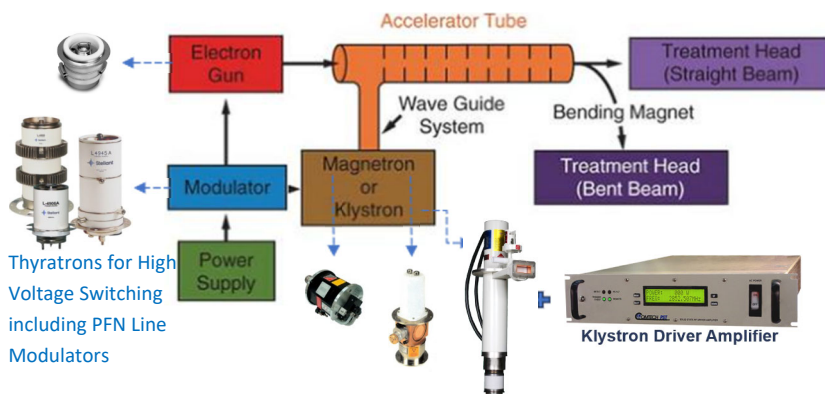 Accelerator Tube
Electron
Gun
Treatment Head
(Straight Beam)
Wave Guide
System
Bending Magnet
Modulator
Magnetron
or
Klystron
Treatment Head
(Bent Beam)
Power
Supply
Thyratrons for High
Voltage Switching
including PFN Line
Modulators
Klystron Driver Amplifier